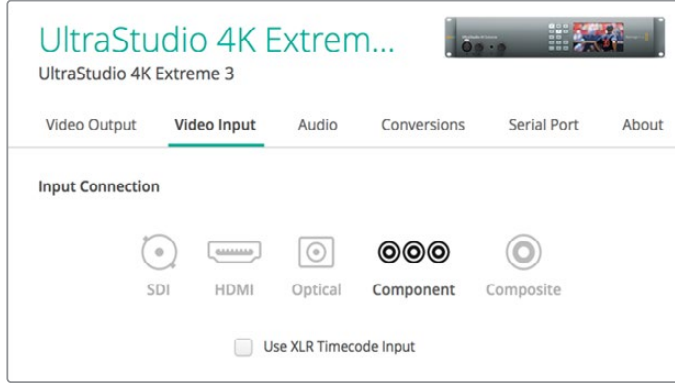 UltraStudio 4K Extrem...
UltraStudio 4K Extreme 3
Video Output Video Input Audio Conversions Serial Port About
Input Connection
SDI HDMI Optical Component Composite
Use XLR Timecode Input